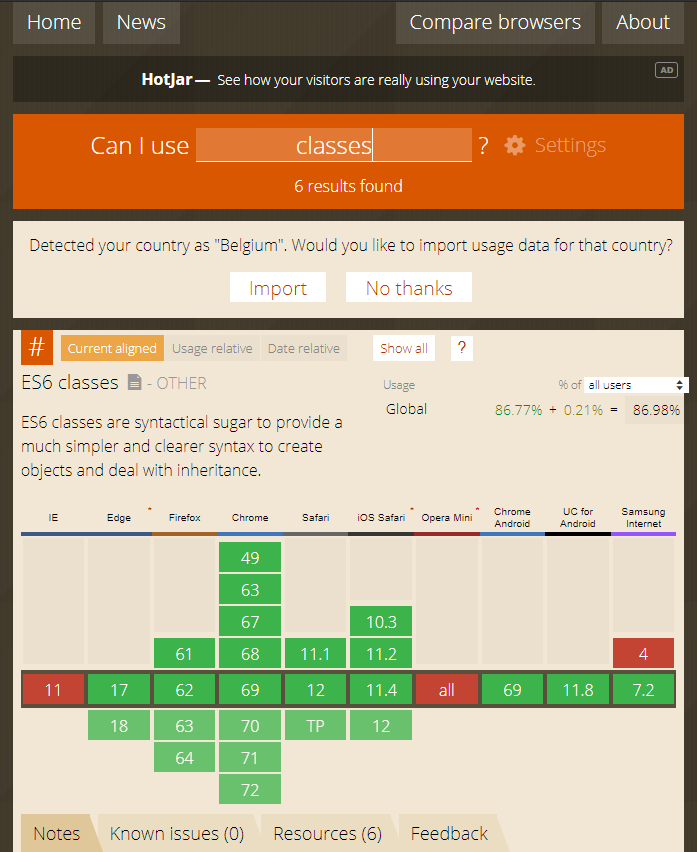 Home News Compare browsers About
HotJar — See how your visitors are really using your website. AD
Can I use classes ? Settings
6 results found
Detected your country as "Belgium". Would you like to import usage data for that country?
Import No thanks
# Current aligned Usage relative Date relative Show all ?
ES6 classes - OTHER
ES6 classes are syntactical sugar to provide a
much simpler and clearer syntax to create
objects and deal with inheritance.
Usage % of all users
Global 86.77% + 0.21% = 86.98%
IE Edge * Firefox Chrome Safari iOS Safari * Opera Mini * Chrome Android UC for Android Samsung Internet
49
63
67 10.3
61 68 11.1 11.2 4
11 17 62 69 12 11.4 all 69 11.8 7.2
18 63 70 TP 12
64 71
72
Notes Known issues (0) Resources (6) Feedback